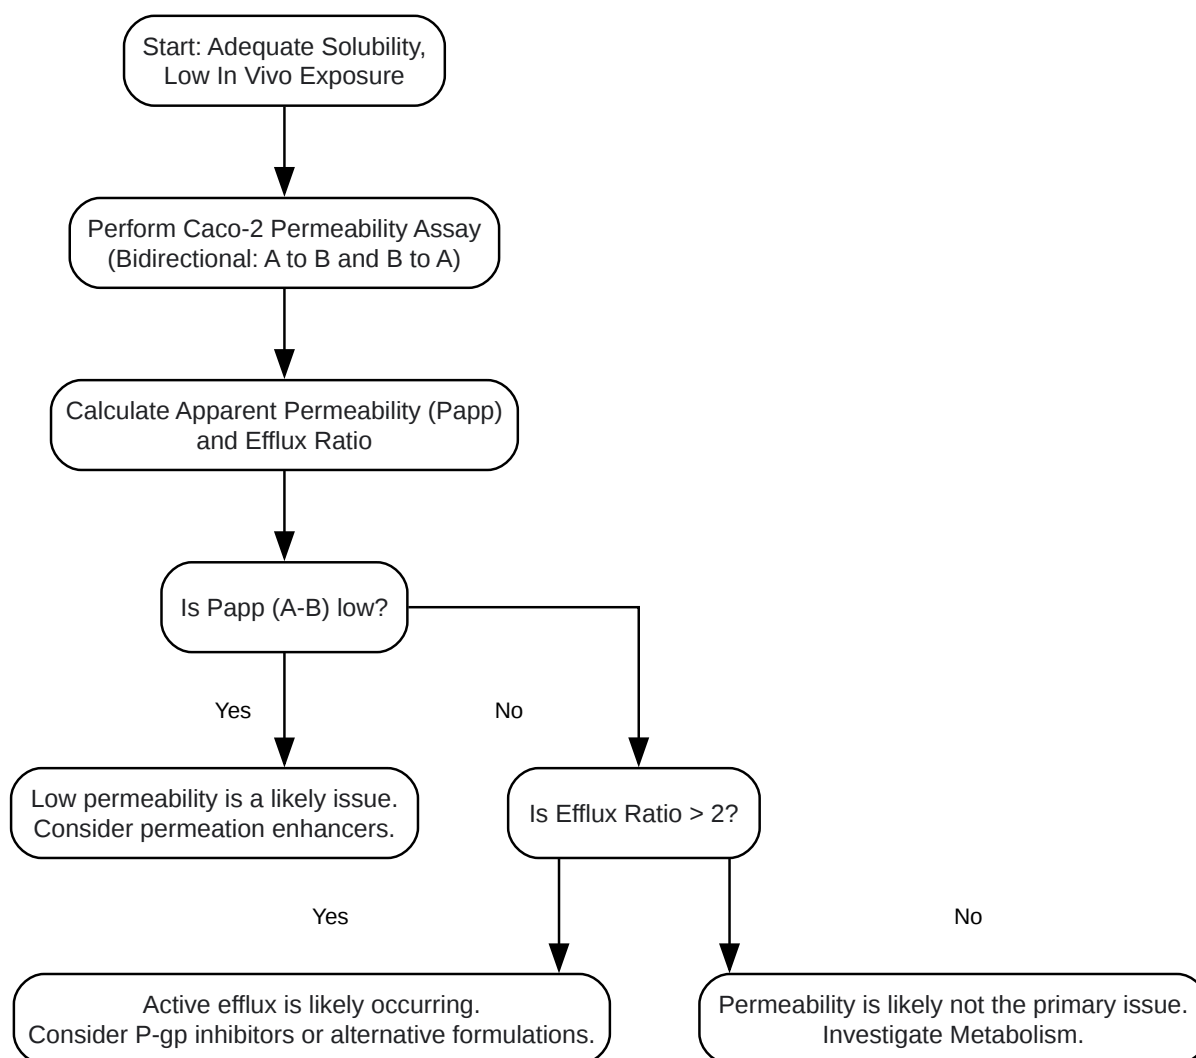 Start: Adequate Solubility,
Low In Vivo Exposure
Perform Caco-2 Permeability Assay
(Bidirectional: A to B and B to A)
Calculate Apparent Permeability (Papp)
and Efflux Ratio
Is Papp (A-B) low?
Yes
No
Low permeability is a likely issue.
Consider permeation enhancers.
Is Efflux Ratio > 2?
Yes
No
Active efflux is likely occurring.
Consider P-gp inhibitors or alternative formulations.
Permeability is likely not the primary issue.
Investigate Metabolism.